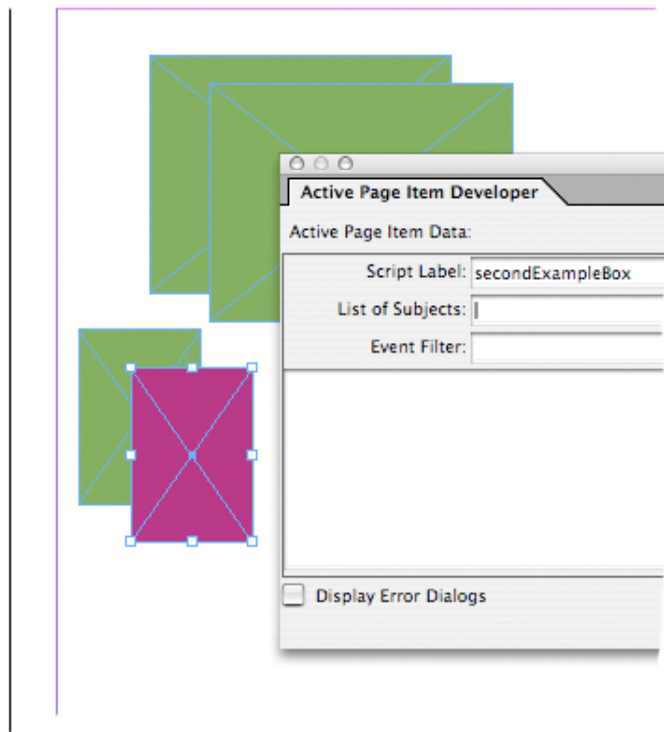 Active Page Item Developer
Active Page Item Data:
Script Label: secondExampleBox
List of Subjects:
Event Filter:
Display Error Dialogs